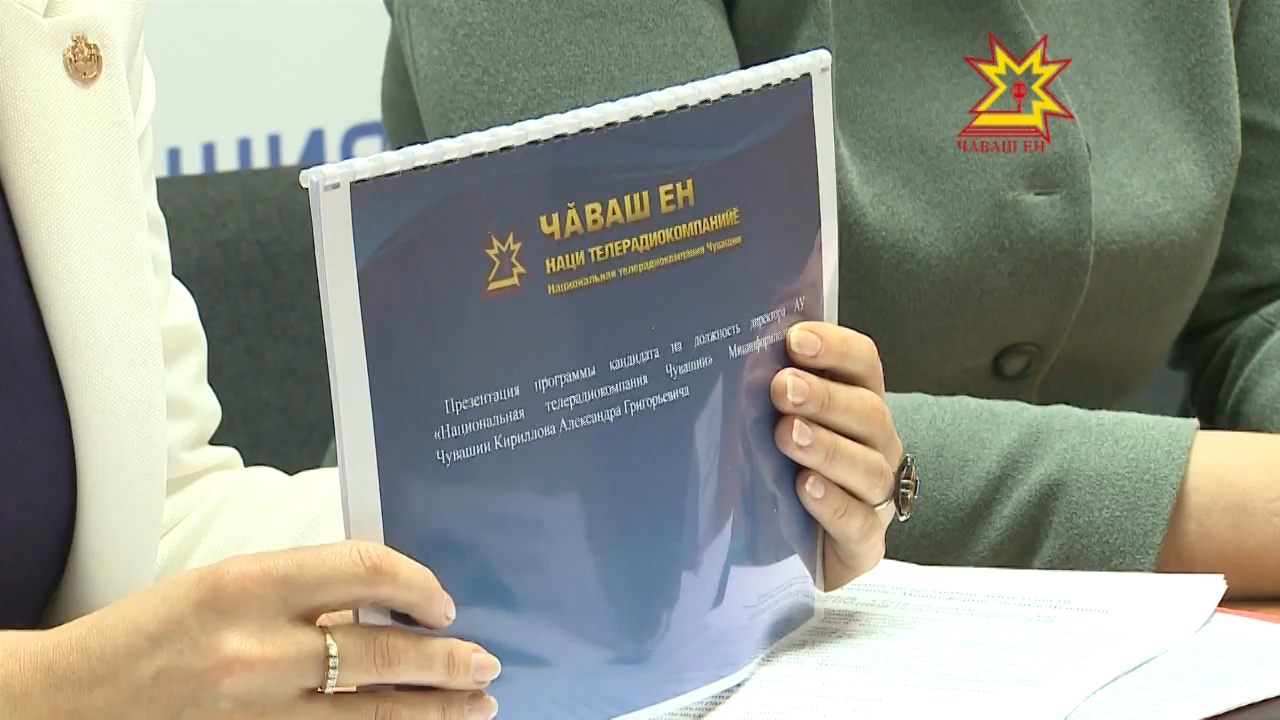 ЧӐВАШ ЕН
ЧӐВАШ ЕН
НАЦИ ТЕЛЕРАДИОКОМПАНИЙӖ
Национальная телерадиокомпания Чувашии
Презентация программы кандидата на должность директора АУ
«Национальная телерадиокомпания Чувашии»
Чувашии Кириллова Александра Григорьевича